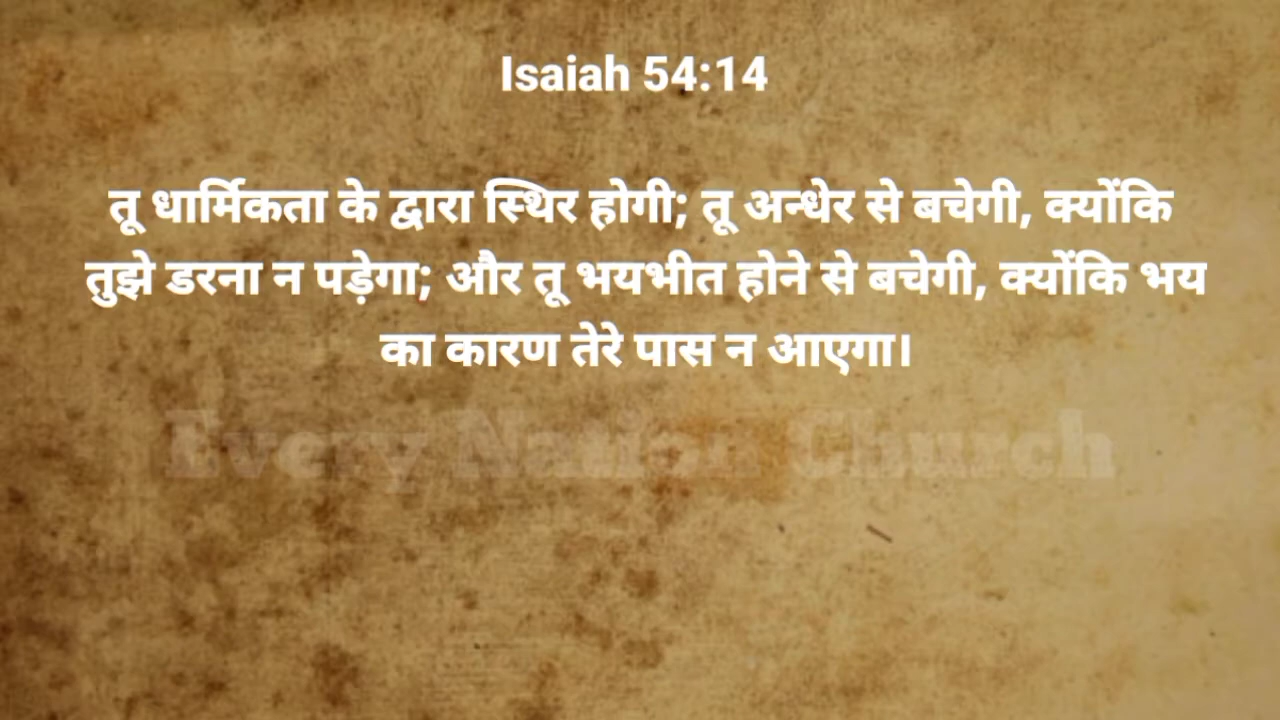 Isaiah 54:14
तू धार्मिकता के द्वारा स्थिर होगी; तू अन्धेर से बचेगी, क्योंकि
तुझे डरना न पड़ेगा; और तू भयभीत होने से बचेगी, क्योंकि भय
का कारण तेरे पास न आएगा।
Every Nation Church